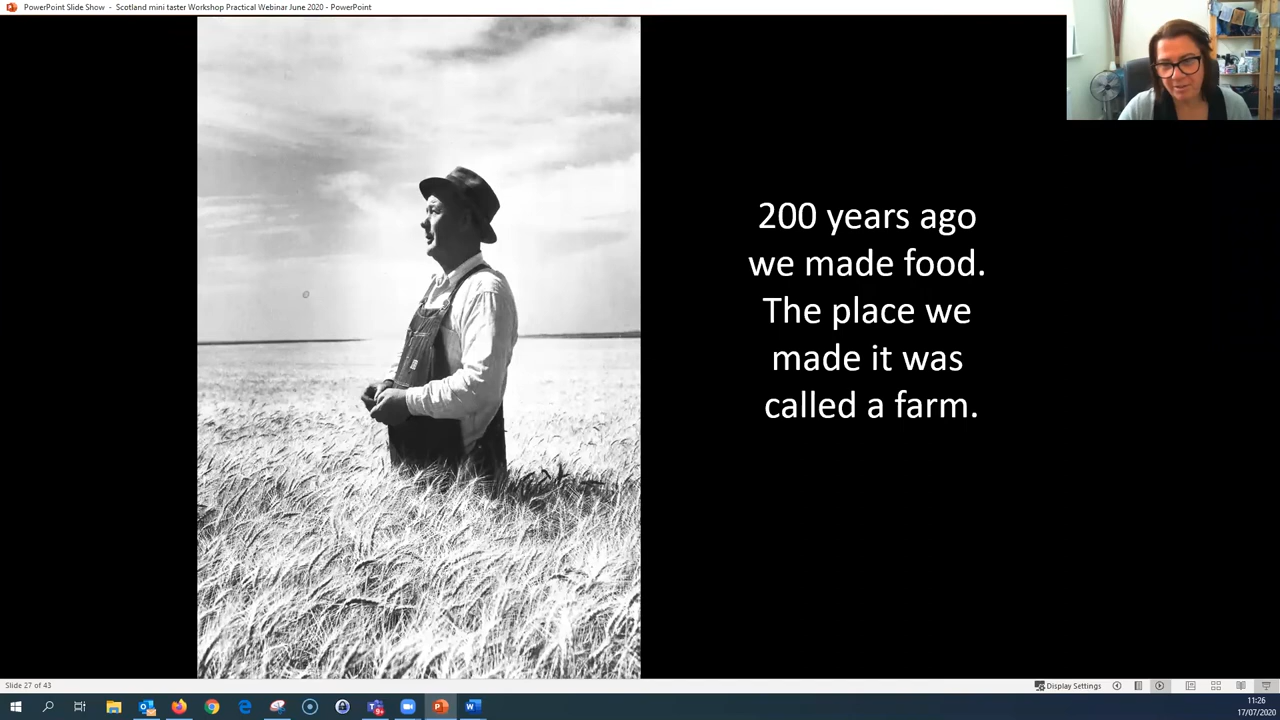 PowerPoint Slide Show - Scotland mini taster Workshop Practical Webinar June 2020 - PowerPoint
200 years ago
we made food.
The place we
made it was
called a farm.
Slide 27 of 43
Display Settings
11:26
17/07/2020